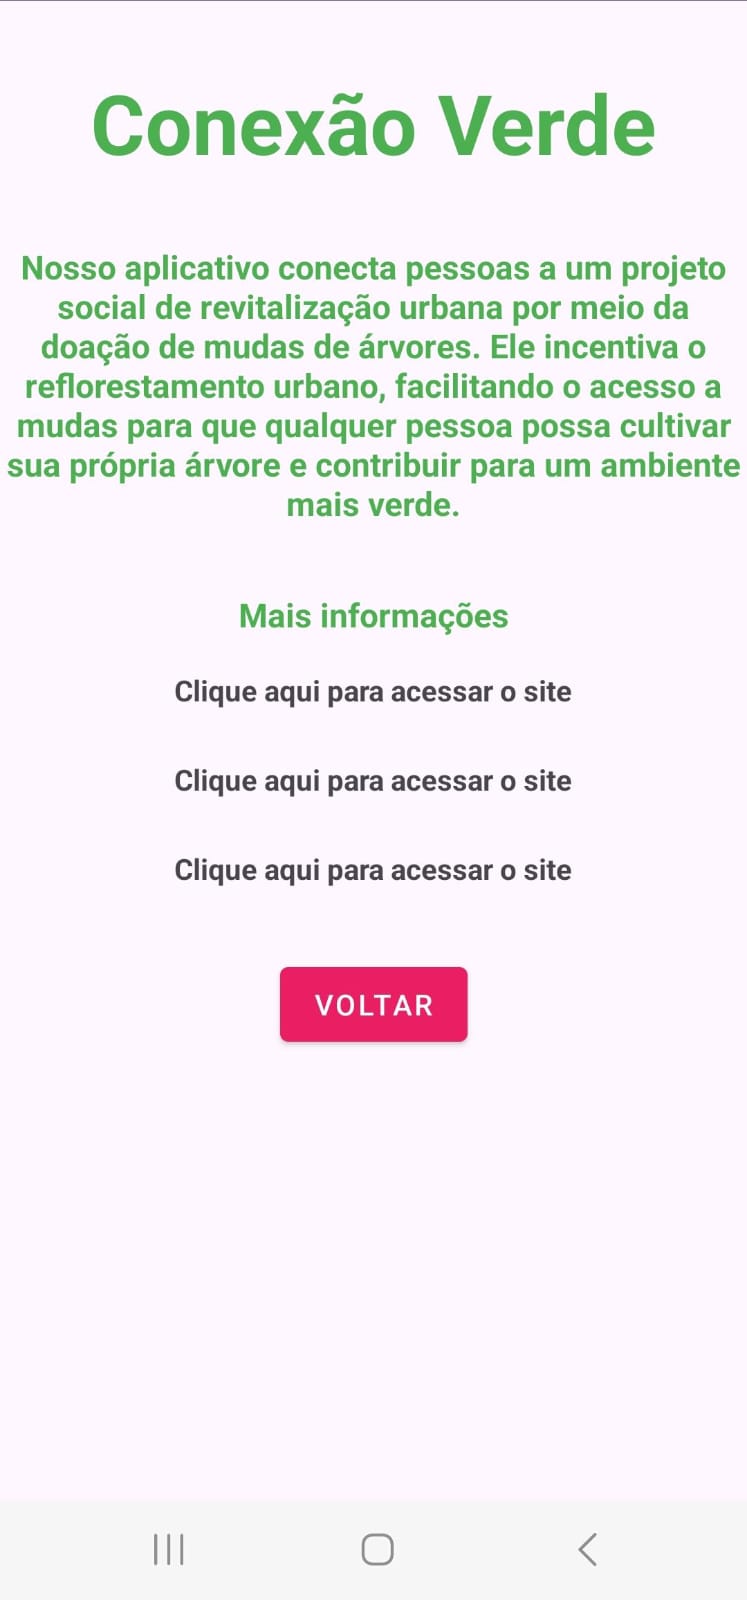 Conexão Verde
Nosso aplicativo conecta pessoas a um projeto
social de revitalização urbana por meio da
doação de mudas de árvores. Ele incentiva o
reflorestamento urbano, facilitando o acesso a
mudas para que qualquer pessoa possa cultivar
sua própria árvore e contribuir para um ambiente
mais verde.
Mais informações
Clique aqui para acessar o site
Clique aqui para acessar o site
Clique aqui para acessar o site
VOLTAR